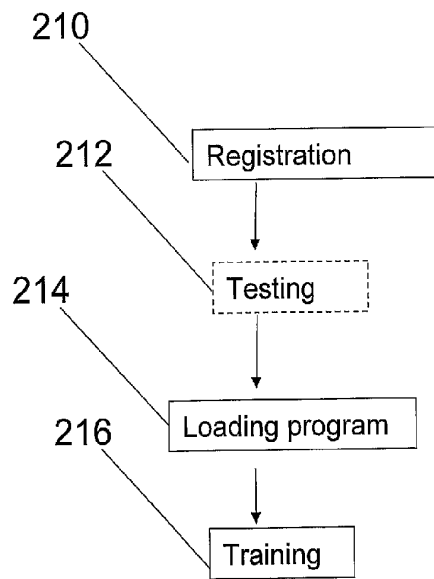 210
Registration
212
Testing
214
Loading program
216
Training